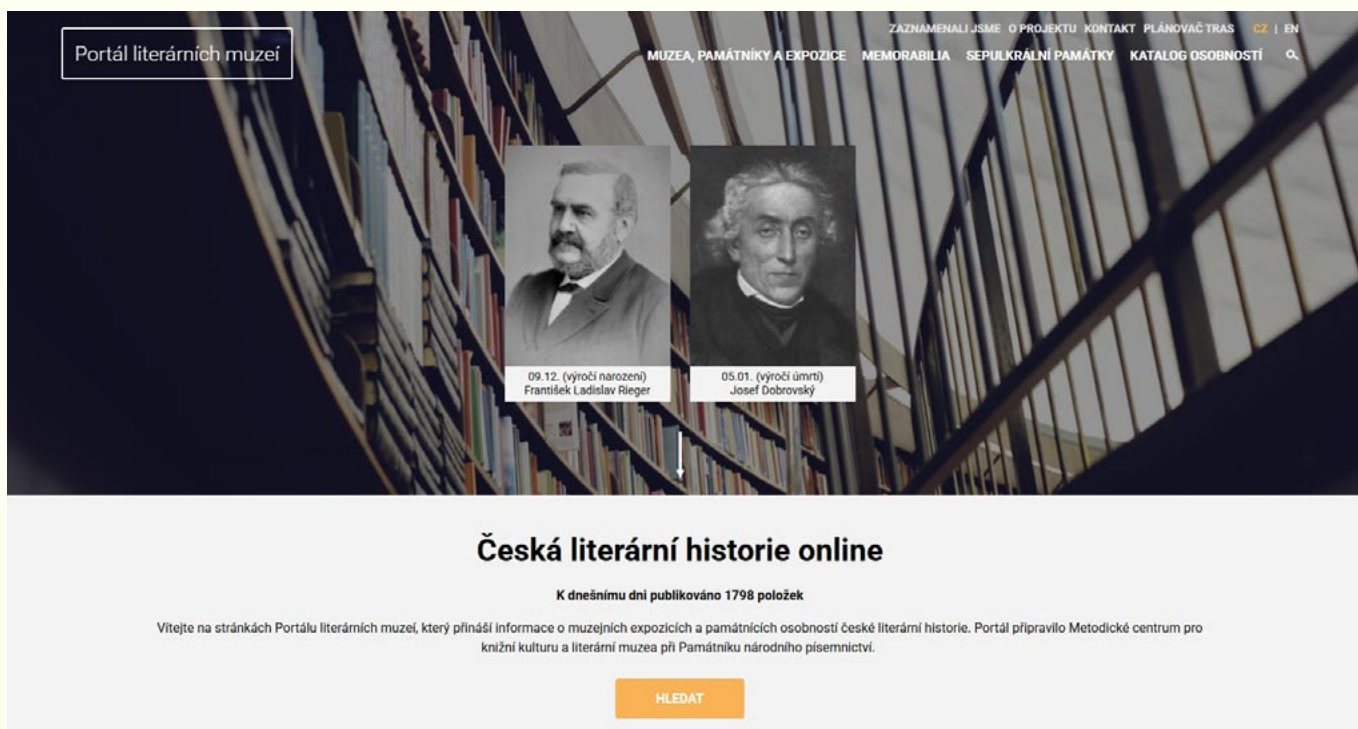 Portál literárních muzeí
ZAZNAMENALI JSME O PROJEKTU KONTAKT PLÁNOVAČ TRAS CZ | EN
MUZEA, PAMÁTNÍKY A EXPOZICE MEMORABILIA SEPULKRÁLNÍ PAMÁTKY KATALOG OSOBNOSTÍ
09.12. (výročí narození)
František Ladislav Rieger
05.01. (výročí úmrtí)
Josef Dobrovský
Česká literární historie online
K dnešnímu dni publikováno 1798 položek
Vítejte na stránkách Portálu literárních muzeí, který přináší informace o muzejních expozicích a památnících osobností české literární historie. Portál připravilo Metodické centrum pro
knižní kulturu a literární muzea při Památníku národního písemnictví.
HLEDAT